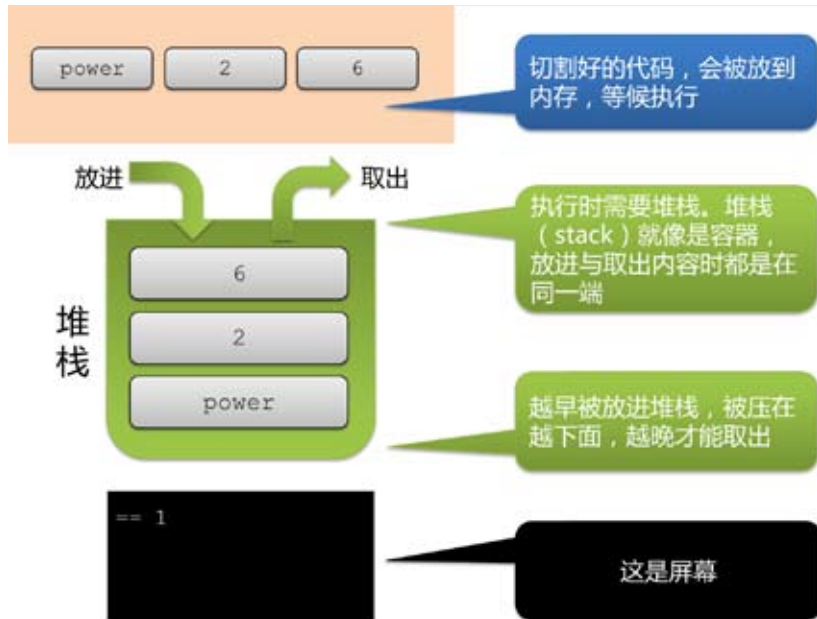 power 2 6
切割好的代码，会被放到
内存，等候执行
放进 取出
执行时需要堆栈。堆栈
（stack）就像是容器，
放进与取出内容时都是在
同一端
6
2
power
堆
栈
越早被放进堆栈，被压在
越下面，越晚才能取出
== 1
这是屏幕